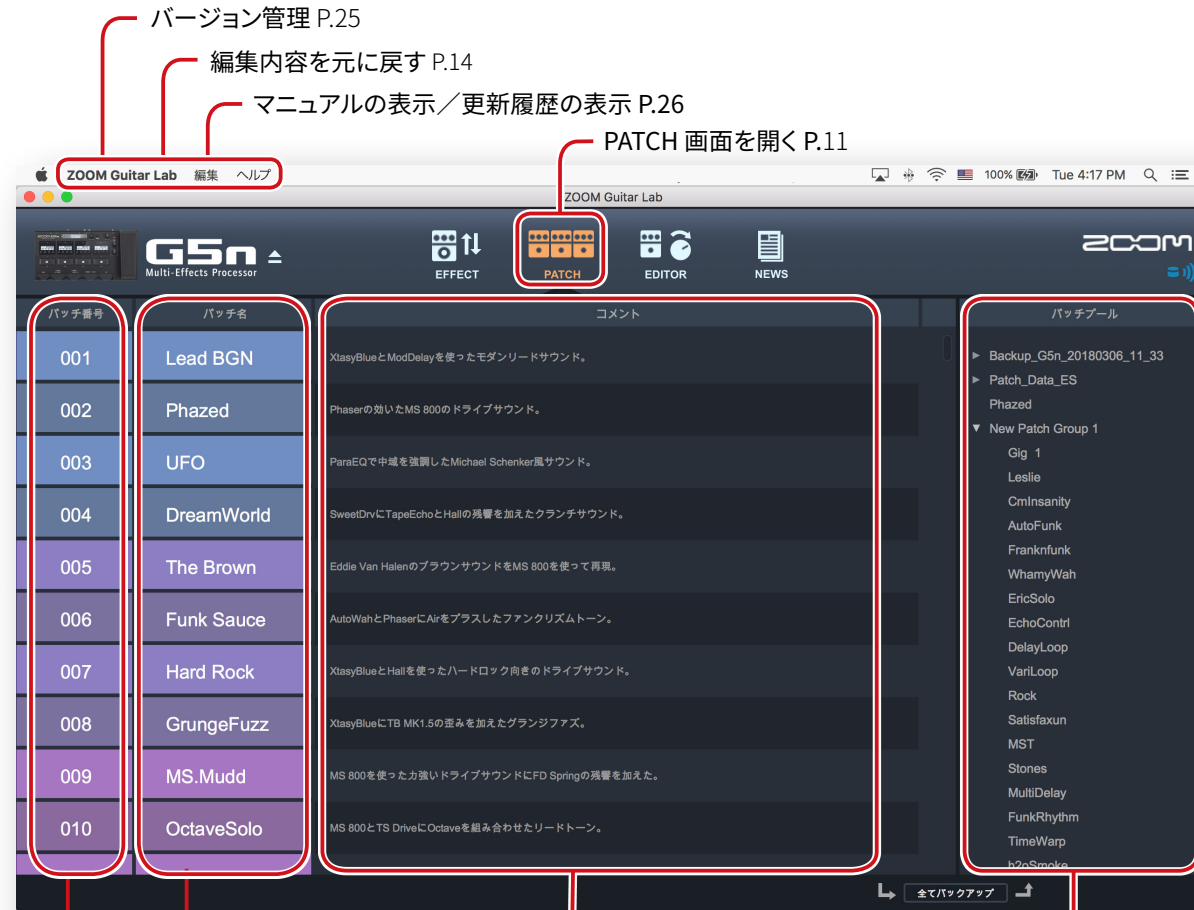 バージョン管理 P.25
編集内容を元に戻す P.14
マニュアルの表示／更新履歴の表示 P.26
PATCH 画面を開く P.11
ZOOM Guitar Lab 編集 ヘルプ 100% Tue 4:17 PM
ZOOM Guitar Lab
G5n
Multi-Effects Processor
EFFECT PATCH EDITOR NEWS
ZOOM
パッチ番号 パッチ名 コメント パッチプール
001 Lead BGN XtasyBlueとModDelayを使ったモダンリードサウンド。
002 Phazed Phaserの効いたMS 800のドライブサウンド。
003 UFO ParaEQで中域を強調したMichael Schenker風サウンド。
004 DreamWorld SweetDrvにTapeEchoとHallの残響を加えたクランチサウンド。
005 The Brown Eddie Van HalenのブラウンサウンドをMS 800を使って再現。
006 Funk Sauce AutoWahとPhaserにAirをプラスしたファンクリズムトーン。
007 Hard Rock XtasyBlueとHallを使ったハードロック向きのドライブサウンド。
008 GrungeFuzz XtasyBlueにTB MK1.5の歪みを加えたグランジファズ。
009 MS.Mudd MS 800を使った力強いドライブサウンドにFD Springの残響を加えた。
010 OctaveSolo MS 800とTS DriveにOctaveを組み合わせたリードトーン。
Backup_G5n_20180306_11_33
Patch_Data_ES
Phazed
New Patch Group 1
Gig 1
Leslie
CmInsanity
AutoFunk
Franknfunk
WhamyWah
EricSolo
EchoContrl
DelayLoop
VariLoop
Rock
Satisfaxun
MST
Stones
MultiDelay
FunkRhythm
TimeWarp
h2oSmoke
全てバックアップ